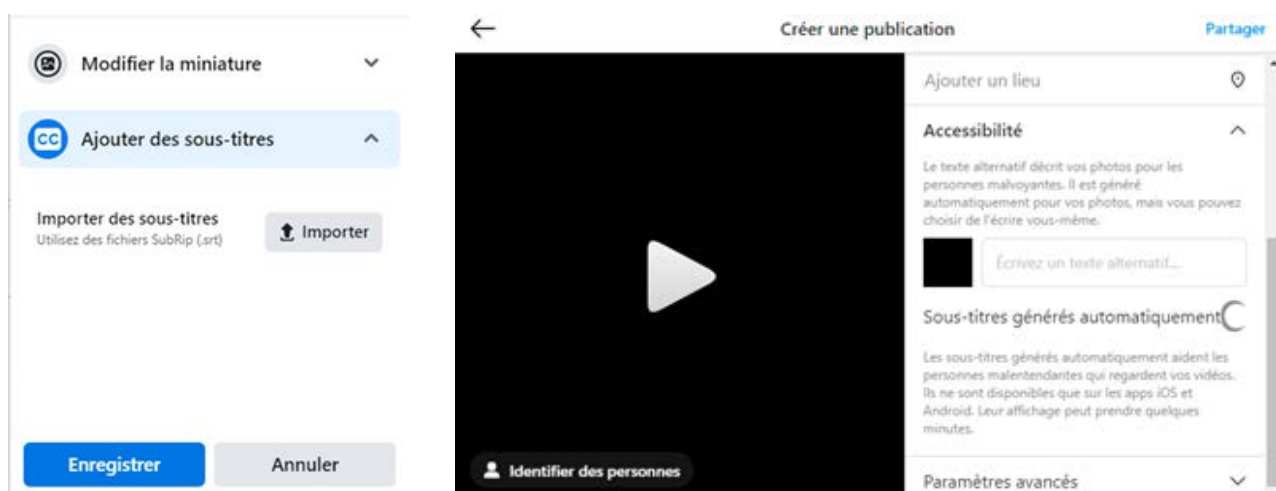 Modifier la miniature
CC Ajouter des sous-titres
Importer des sous-titres
Utilisez des fichiers SubRip (.srt)
Importer
Enregistrer
Annuler
Créer une publication
Partager
Identifier des personnes
Ajouter un lieu
Accessibilité
Le texte alternatif décrit vos photos pour les
personnes malvoyantes. Il est généré
automatiquement pour vos photos, mais vous pouvez
choisir de l'écrire vous-même.
Écrivez un texte alternatif...
Sous-titres générés automatiquement
Les sous-titres générés automatiquement aident les
personnes malentendantes qui regardent vos vidéos.
Ils ne sont disponibles que sur les apps iOS et
Android. Leur affichage peut prendre quelques
minutes.
Paramètres avancés